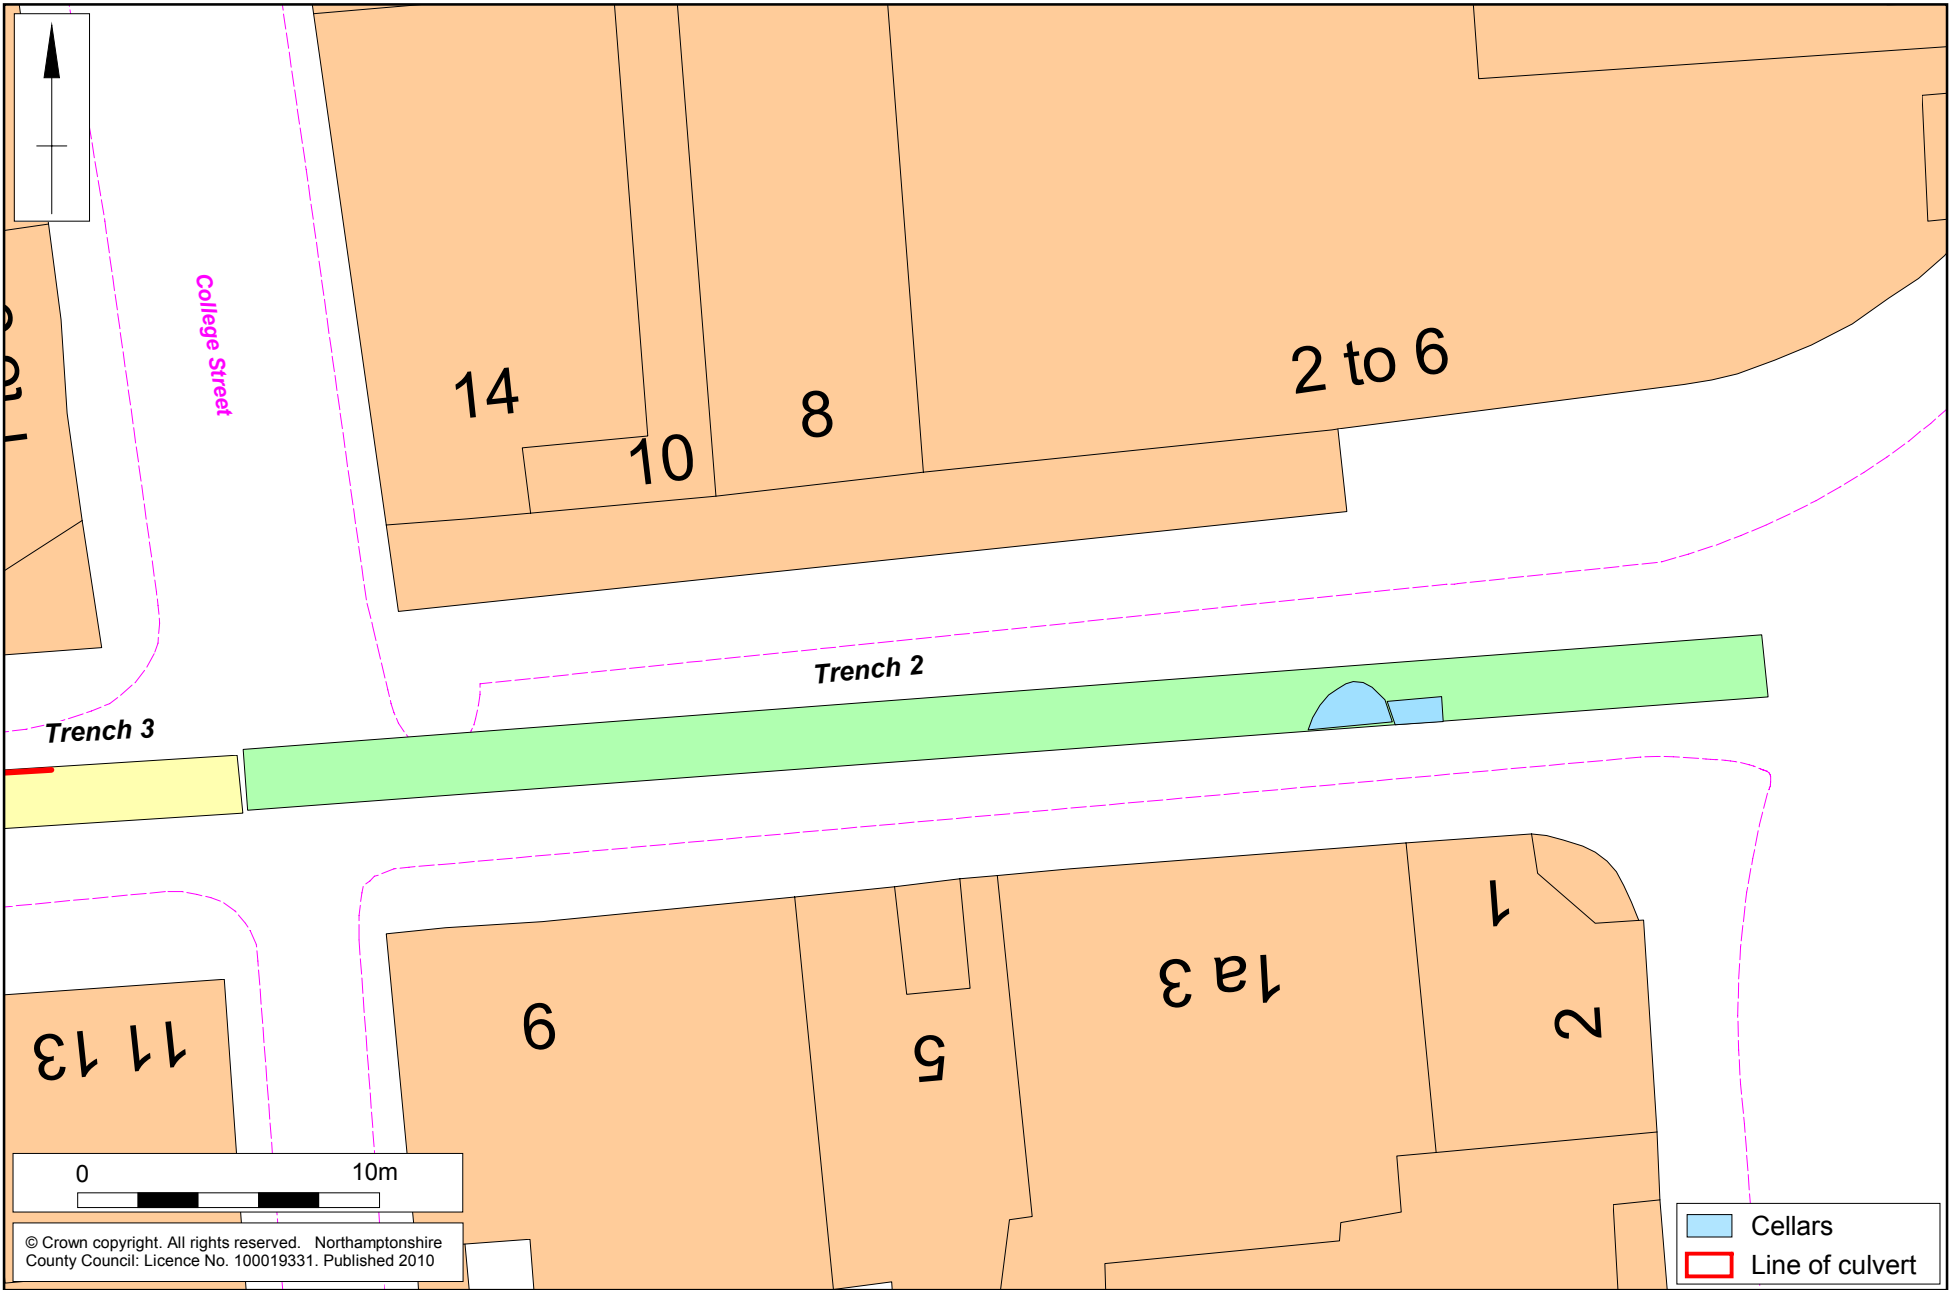 College Street
14
10
8
2 to 6
Trench 2
Trench 3
1
1a 3
2
9
5
11 13
0 10m
© Crown copyright. All rights reserved. Northamptonshire
County Council: Licence No. 100019331. Published 2010
Cellars
Line of culvert